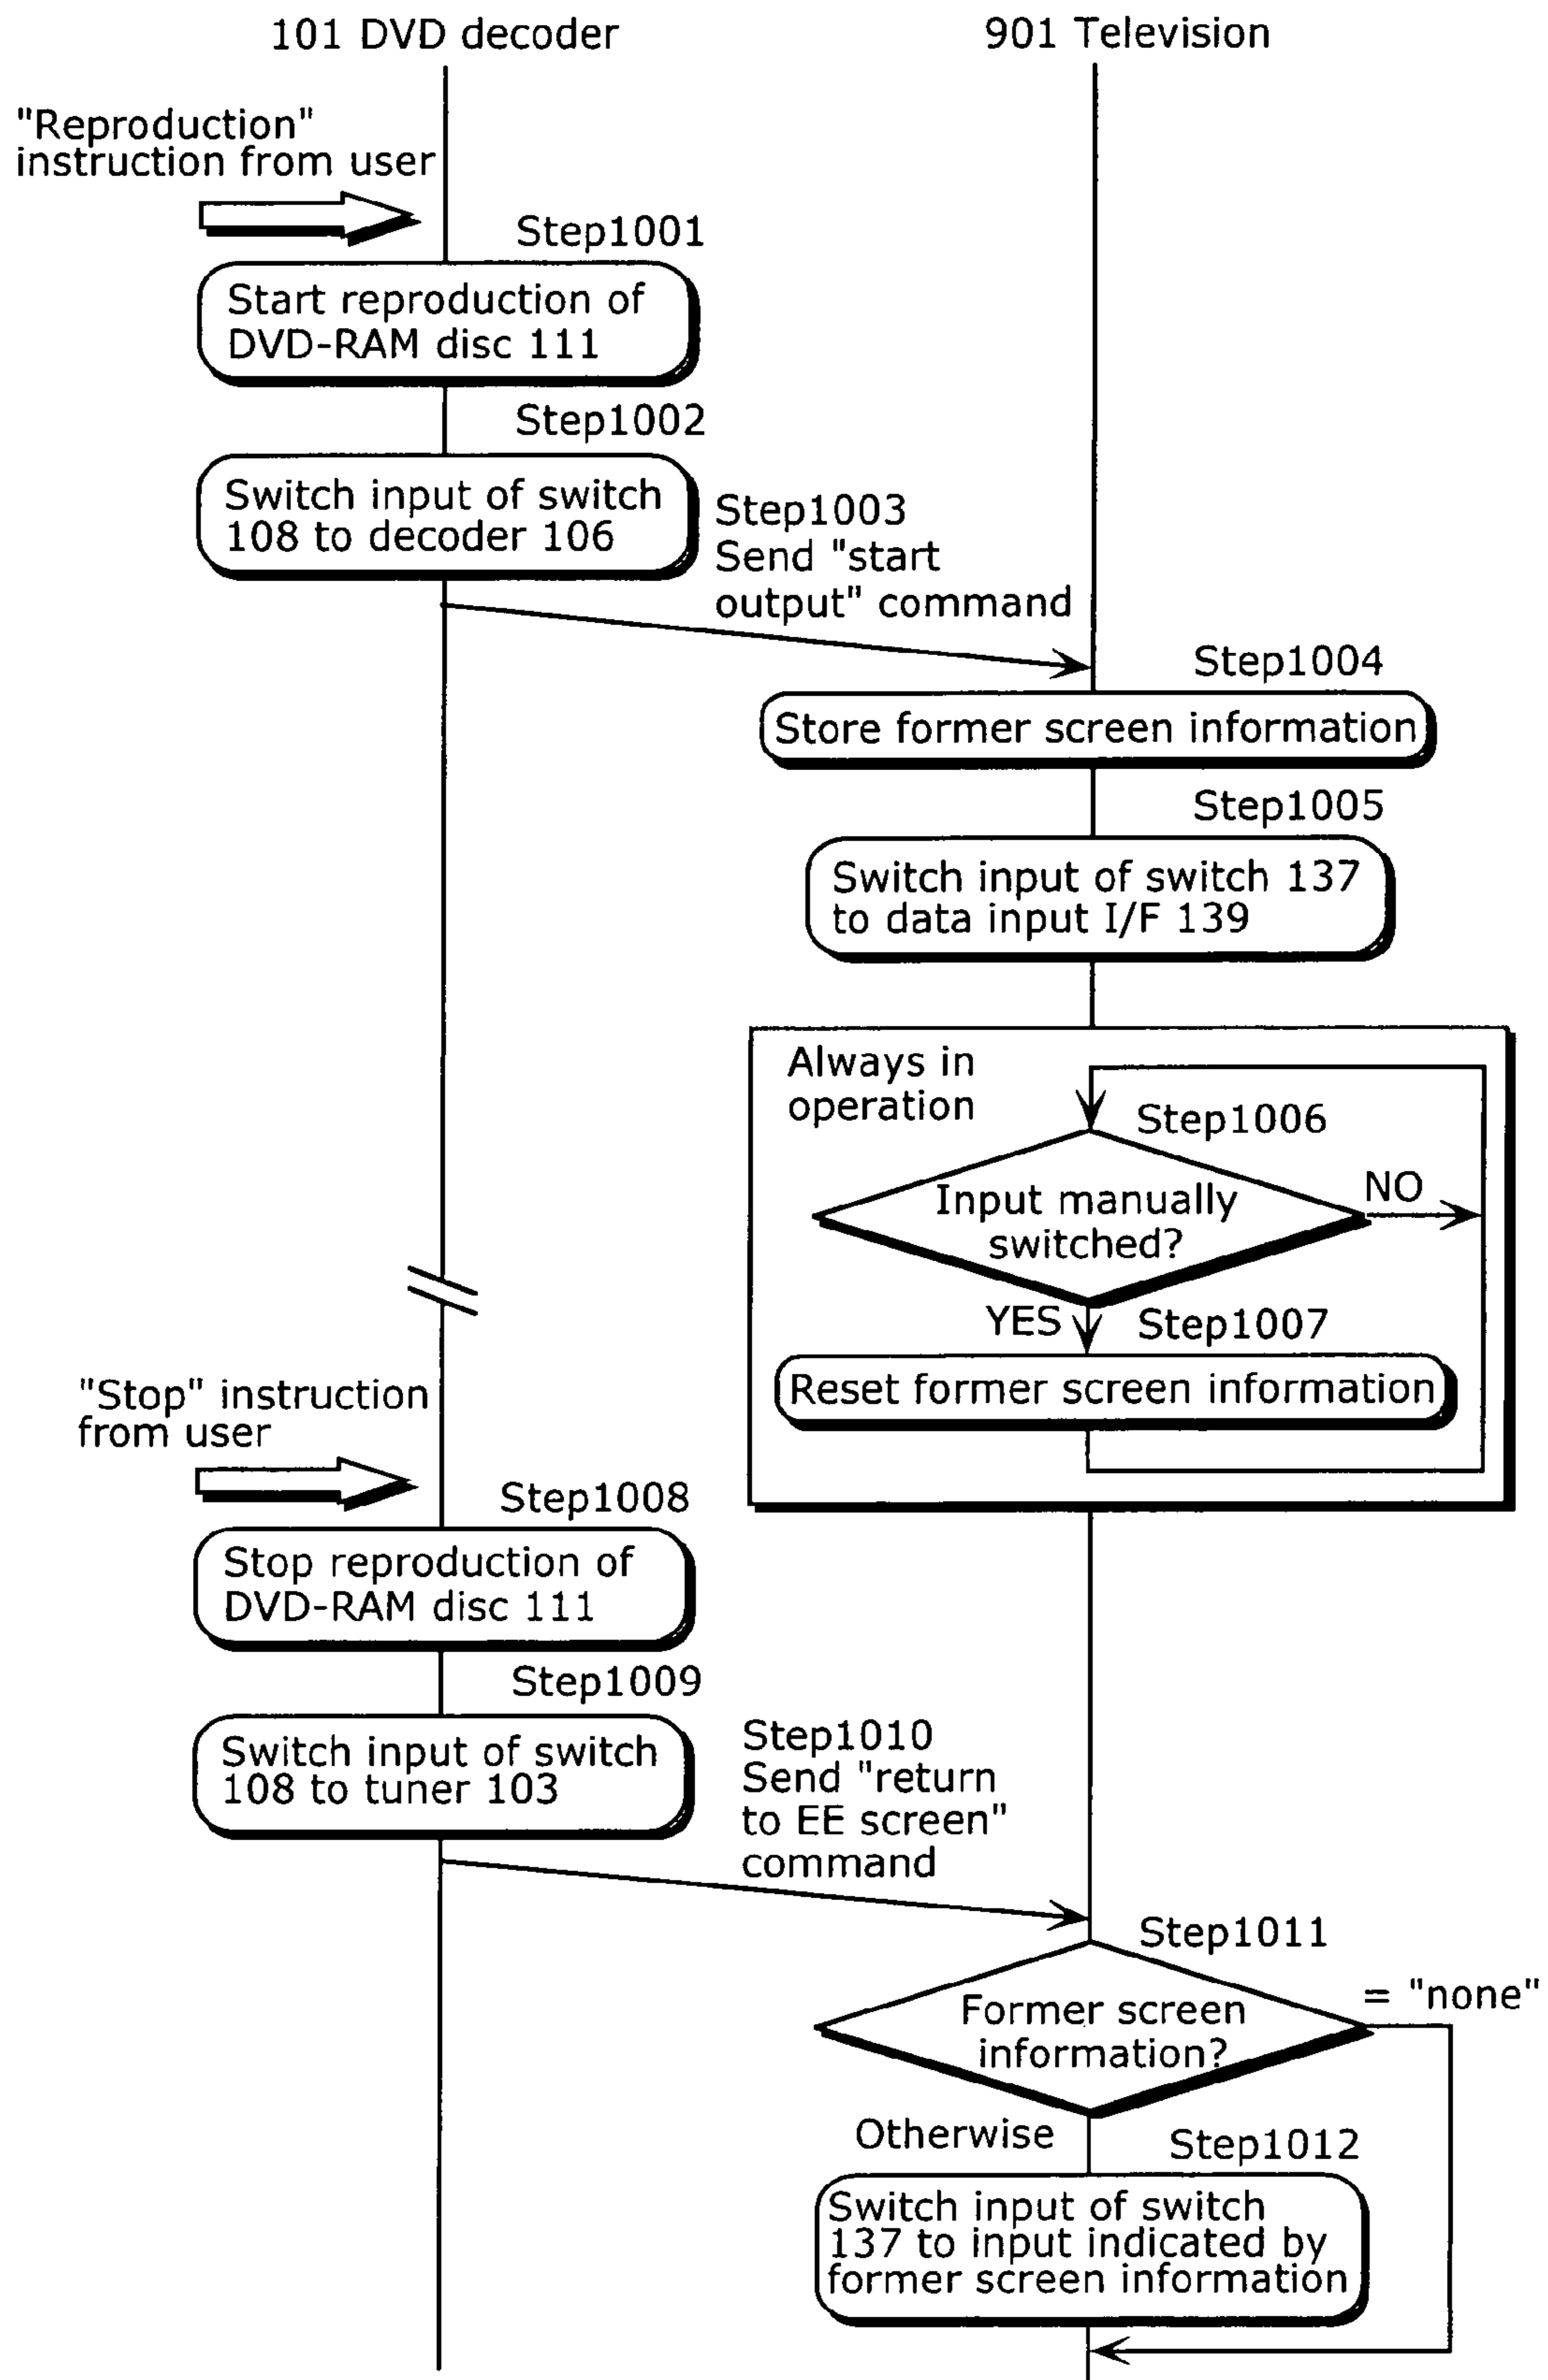 101 DVD decoder
901 Television
"Reproduction"
instruction from user
Step1001
Start reproduction of
DVD-RAM disc 111
Step1002
Switch input of switch
108 to decoder 106
Step1003
Send "start
output" command
Step1004
Store former screen information
Step1005
Switch input of switch 137
to data input I/F 139
Always in
operation
Step1006
Input manually
switched?
NO
YES
Step1007
Reset former screen information
"Stop" instruction
from user
Step1008
Stop reproduction of
DVD-RAM disc 111
Step1009
Switch input of switch
108 to tuner 103
Step1010
Send "return
to EE screen"
command
Step1011
Former screen
information?
= "none"
Otherwise
Step1012
Switch input of switch
137 to input indicated by
former screen information